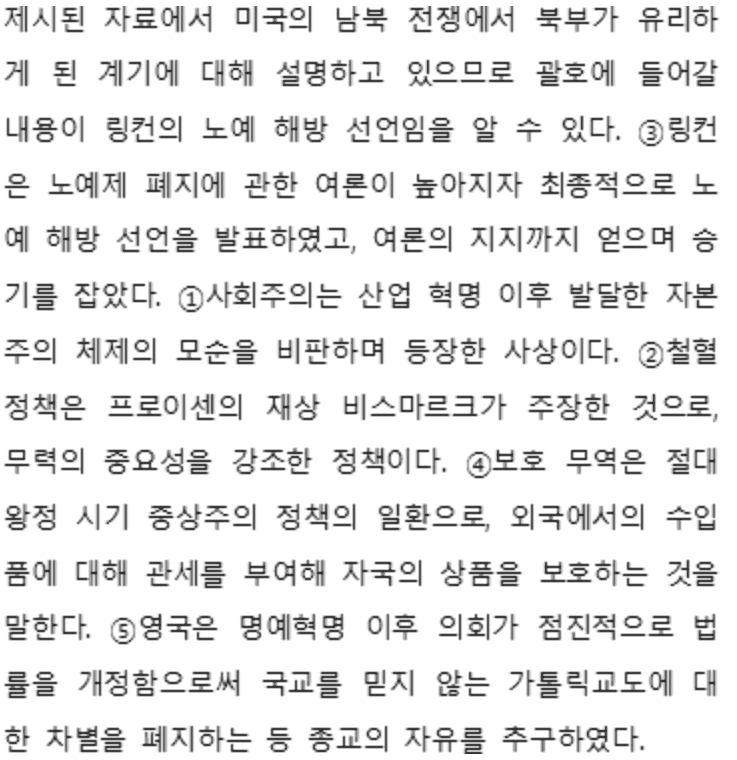 제시된 자료에서 미국의 남북 전쟁에서 북부가 유리하
게 된 계기에 대해 설명하고 있으므로 괄호에 들어갈
내용이 링컨의 노예 해방 선언임을 알 수 있다. ③링컨
은 노예제 폐지에 관한 여론이 높아지자 최종적으로 노
예 해방 선언을 발표하였고, 여론의 지지까지 얻으며 승
기를 잡았다. ①사회주의는 산업 혁명 이후 발달한 자본
주의 체제의 모순을 비판하며 등장한 사상이다. ②철혈
정책은 프로이센의 재상 비스마르크가 주장한 것으로,
무력의 중요성을 강조한 정책이다. ④보호 무역은 절대
왕정 시기 중상주의 정책의 일환으로, 외국에서의 수입
품에 대해 관세를 부여해 자국의 상품을 보호하는 것을
말한다. ⑤영국은 명예혁명 이후 의회가 점진적으로 법
률을 개정함으로써 국교를 믿지 않는 가톨릭교도에 대
한 차별을 폐지하는 등 종교의 자유를 추구하였다.